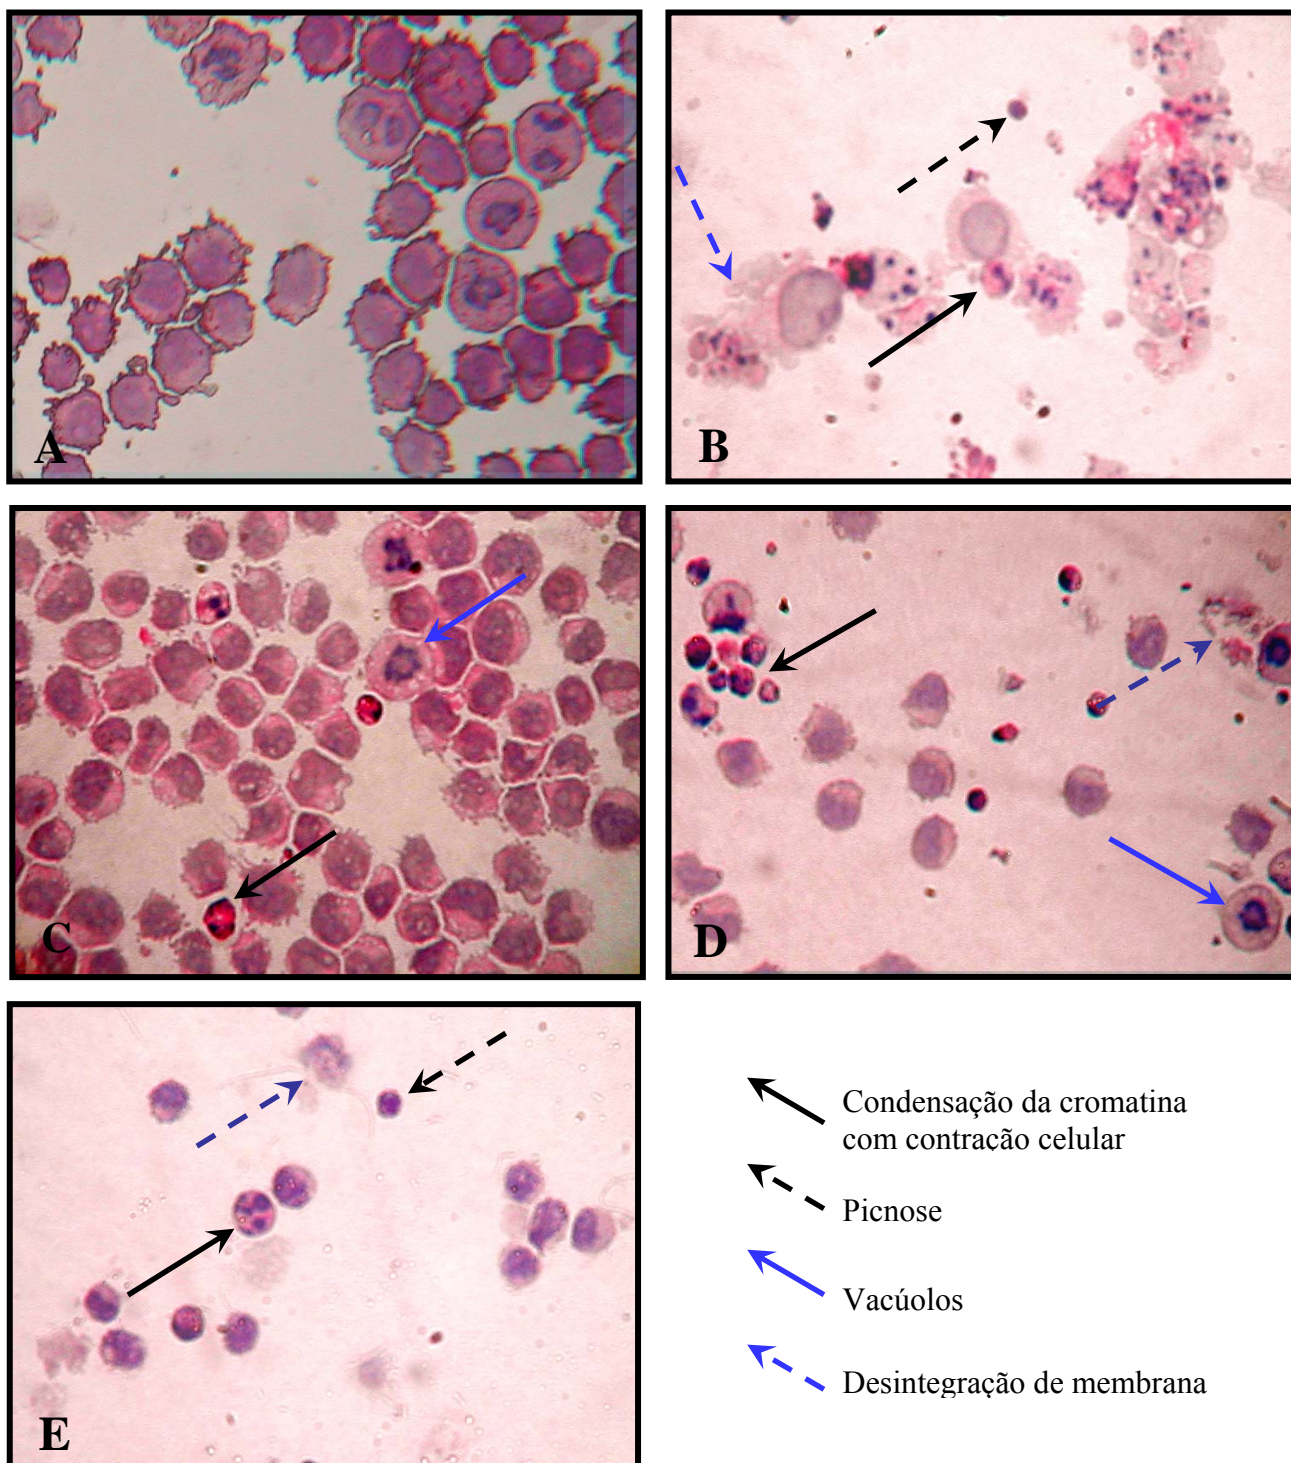 A
B
C
D
E
Condensação da cromatina
com contração celular
Picnose
Vacúolos
Desintegração de membrana